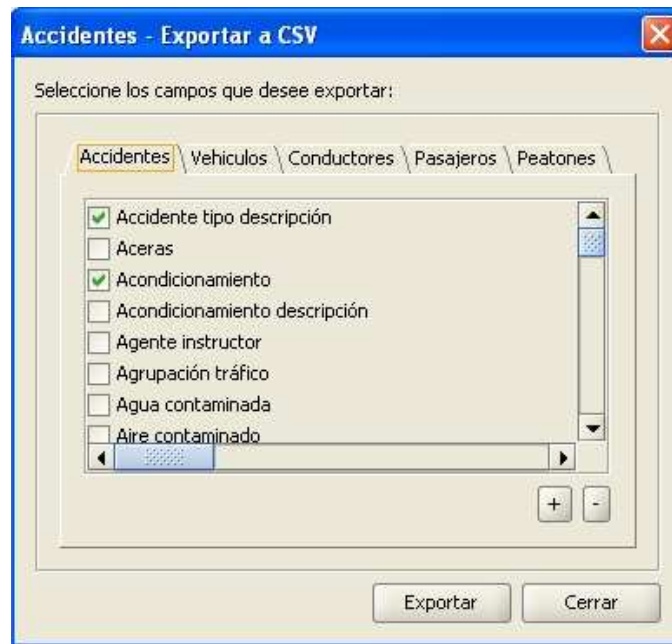 Accidentes - Exportar a CSV
Seleccione los campos que desee exportar:
Accidentes Vehiculos Conductores Pasajeros Peatones
Accidente tipo descripción
Aceras
Acondicionamiento
Acondicionamiento descripción
Agente instructor
Agrupación tráfico
Agua contaminada
Aire contaminado
+ -
Exportar Cerrar